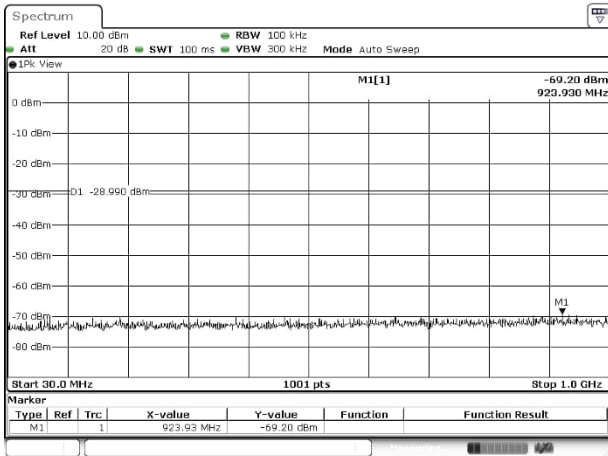 Spectrum
Ref Level 10.00 dBm RBW 100 kHz
Att 20 dB SWT 100 ms VBW 300 kHz Mode Auto Sweep
1Pk View
M1[1] -69.20 dBm
923.930 MHz
0 dBm
-10 dBm
-20 dBm
-30 dBm D1 -28.990 dBm
-40 dBm
-50 dBm
-60 dBm
M1
-70 dBm
-80 dBm
Start 30.0 MHz 1001 pts Stop 1.0 GHz
Marker
Type Ref Trc X-value Y-value Function Function Result
M1 1 923.93 MHz -69.20 dBm